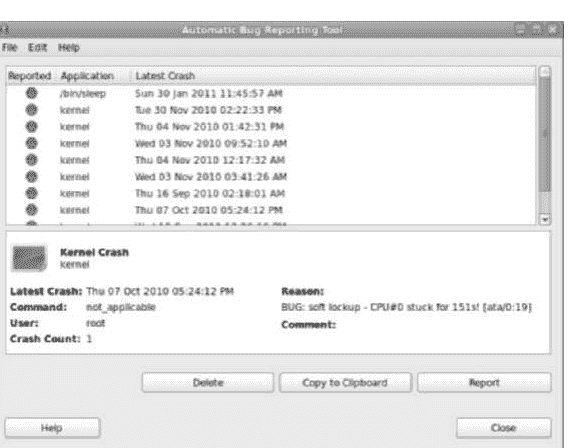 Automatic Bug Reporting Tool
File Edit Help
Reported Application Latest Crash
/bin/sleep Sun 30 Jan 2011 11:45:57 AM
kernel Tue 30 Nov 2010 02:22:33 PM
kernel Thu 04 Nov 2010 01:42:31 PM
kernel Wed 03 Nov 2010 09:52:10 AM
kernel Thu 04 Nov 2010 12:17:32 AM
kernel Wed 03 Nov 2010 03:41:26 AM
kernel Thu 16 Sep 2010 02:18:01 AM
kernel Thu 07 Oct 2010 05:24:12 PM
Kernel Crash
kernel
Latest Crash: Thu 07 Oct 2010 05:24:12 PM
Command: not_applicable
User: root
Crash Count: 1
Reason:
BUG: soft lockup - CPU#0 stuck for 151s! [ata/0:19]
Comment:
Delete Copy to Clipboard Report
Help Close